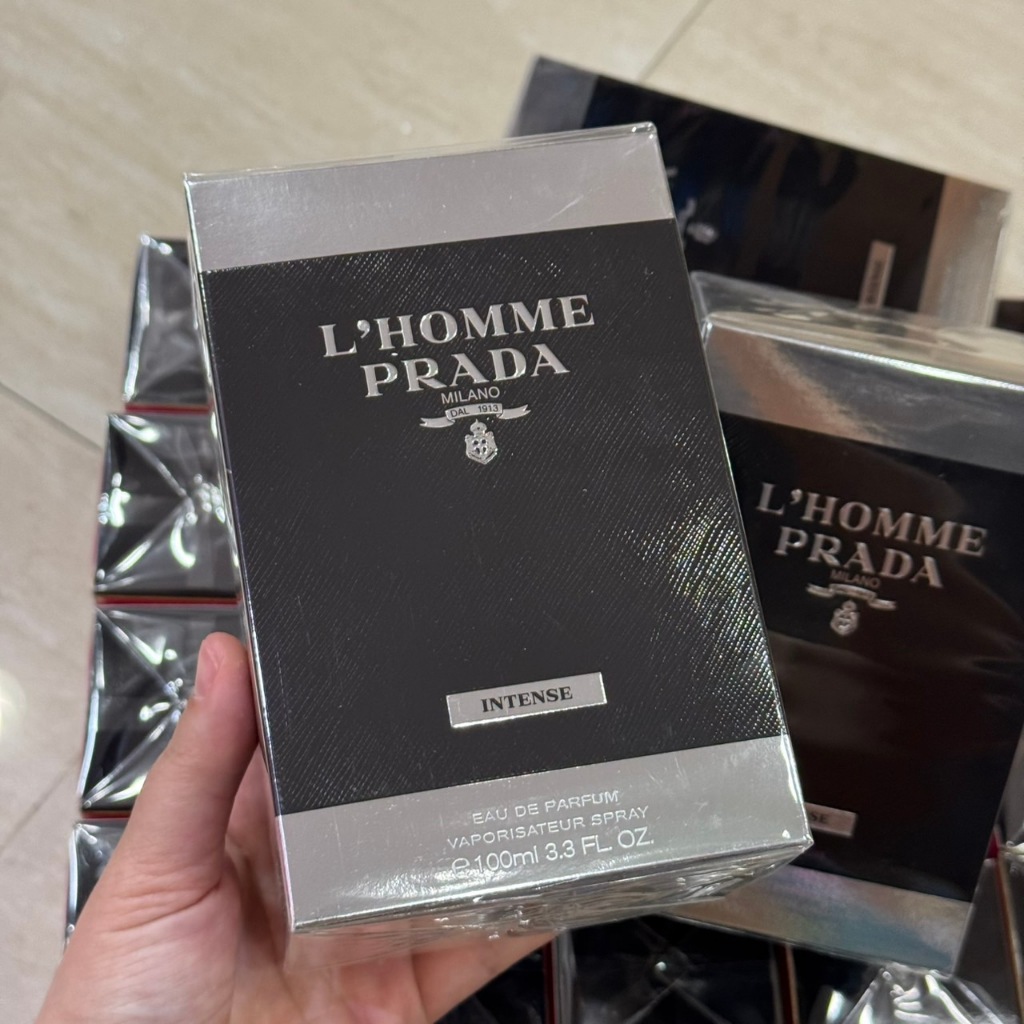 L'HOMME
PRADA
MILANO
DAL 1913
INTENSE
EAU DE PARFUM
VAPORISATEUR SPRAY
℮100ml 3.3 FL. OZ.
L'HOMME
PRADA
MILANO